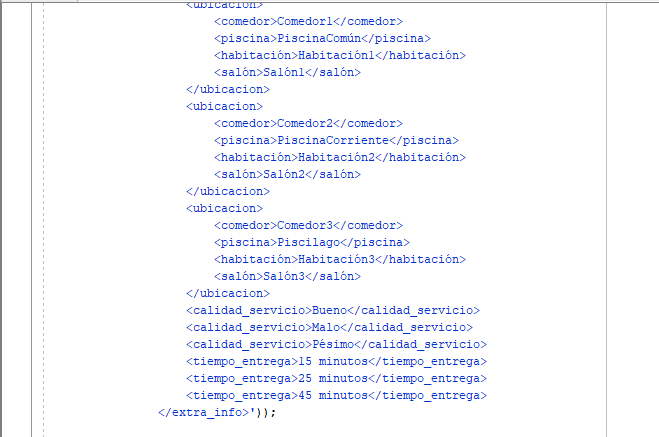 <ubicacion>
<comedor>Comedor1</comedor>
<piscina>PiscinaComún</piscina>
<habitación>Habitación1</habitación>
<salón>Salón1</salón>
</ubicacion>
<ubicacion>
<comedor>Comedor2</comedor>
<piscina>PiscinaCorriente</piscina>
<habitación>Habitación2</habitación>
<salón>Salón2</salón>
</ubicacion>
<ubicacion>
<comedor>Comedor3</comedor>
<piscina>Piscilago</piscina>
<habitación>Habitación3</habitación>
<salón>Salón3</salón>
</ubicacion>
<calidad_servicio>Bueno</calidad_servicio>
<calidad_servicio>Malo</calidad_servicio>
<calidad_servicio>Pésimo</calidad_servicio>
<tiempo_entrega>15 minutos</tiempo_entrega>
<tiempo_entrega>25 minutos</tiempo_entrega>
<tiempo_entrega>45 minutos</tiempo_entrega>
</extra_info>'));